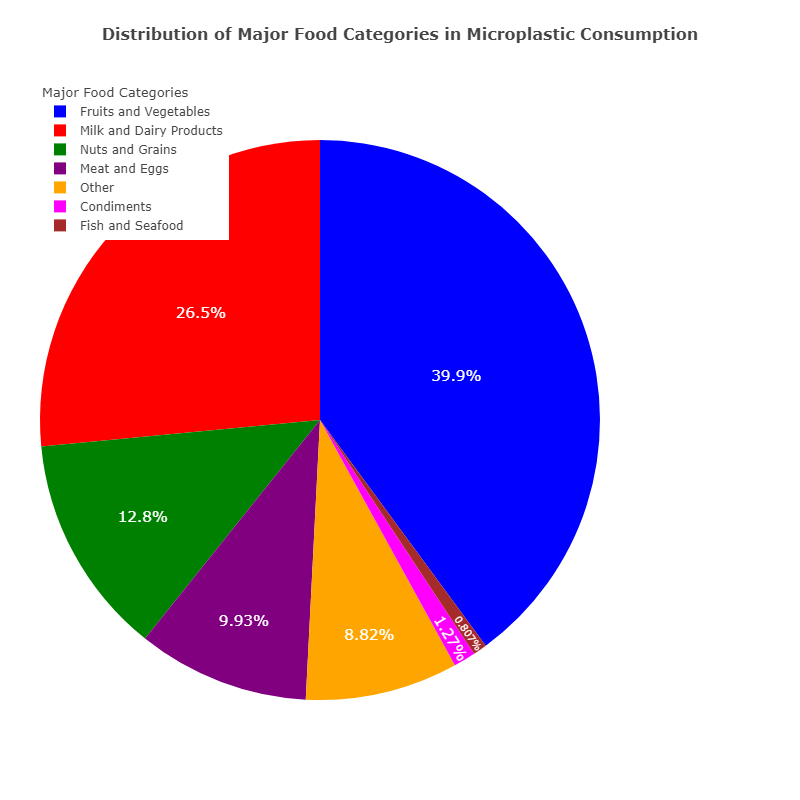 Distribution of Major Food Categories in Microplastic Consumption
Major Food Categories
Fruits and Vegetables
Milk and Dairy Products
Nuts and Grains
Meat and Eggs
Other
Condiments
Fish and Seafood
26.5%
39.9%
12.8%
9.93%
8.82%
1.27%
0.807%